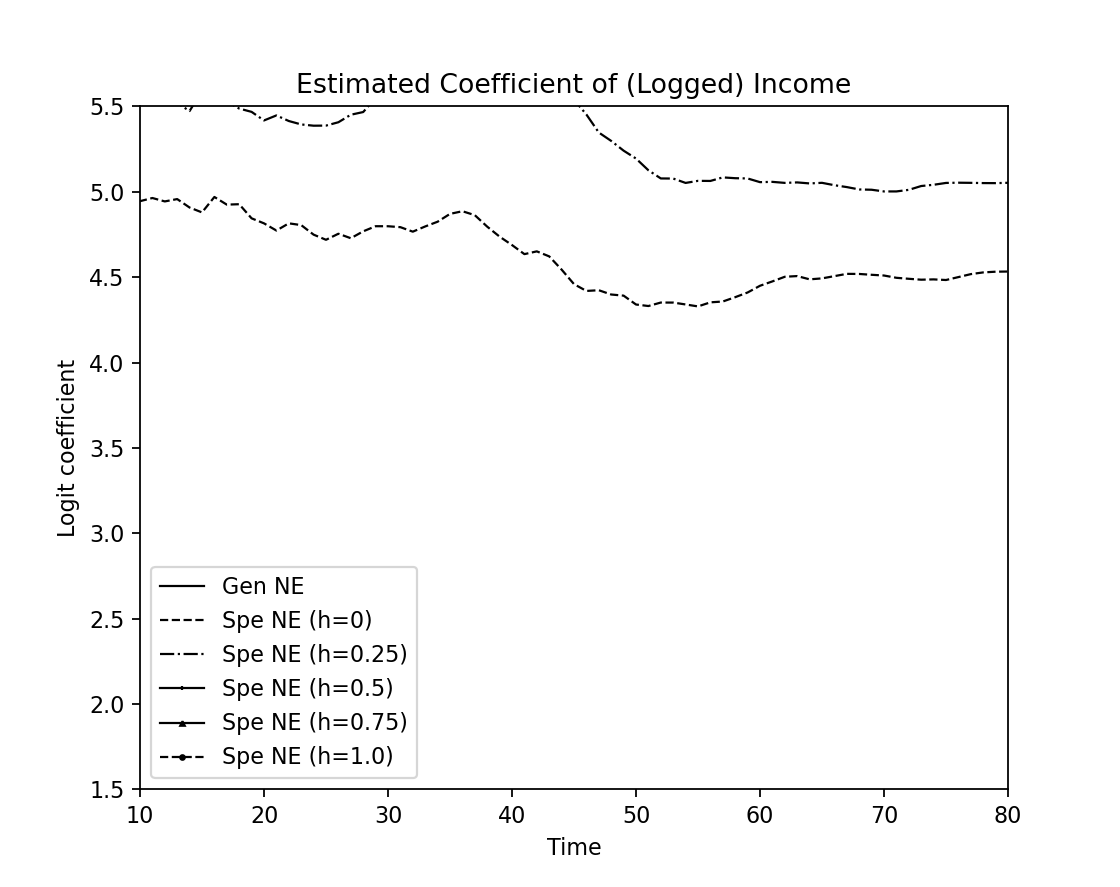 Estimated Coefficient of (Logged) Income
5.5
5.0
4.5
4.0
3.5
3.0
2.5
2.0
1.5
Logit coefficient
Gen NE
Spe NE (h=0)
Spe NE (h=0.25)
Spe NE (h=0.5)
Spe NE (h=0.75)
Spe NE (h=1.0)
10 20 30 40 50 60 70 80
Time